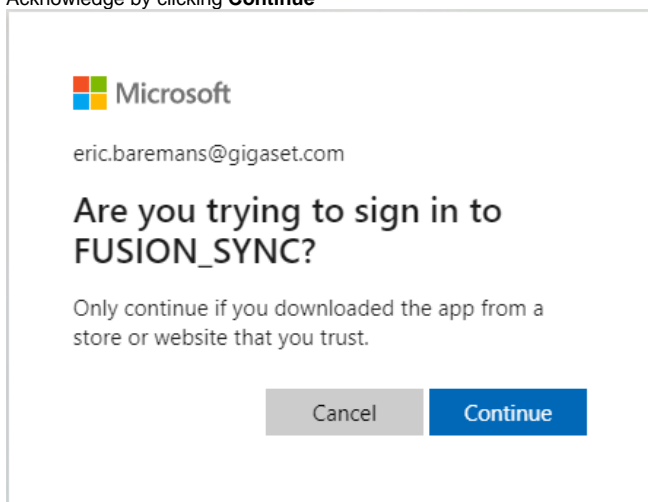 Acknowledge by clicking Continue
Microsoft
eric.baremans@gigaset.com
Are you trying to sign in to
FUSION_SYNC?
Only continue if you downloaded the app from a
store or website that you trust.
Cancel
Continue